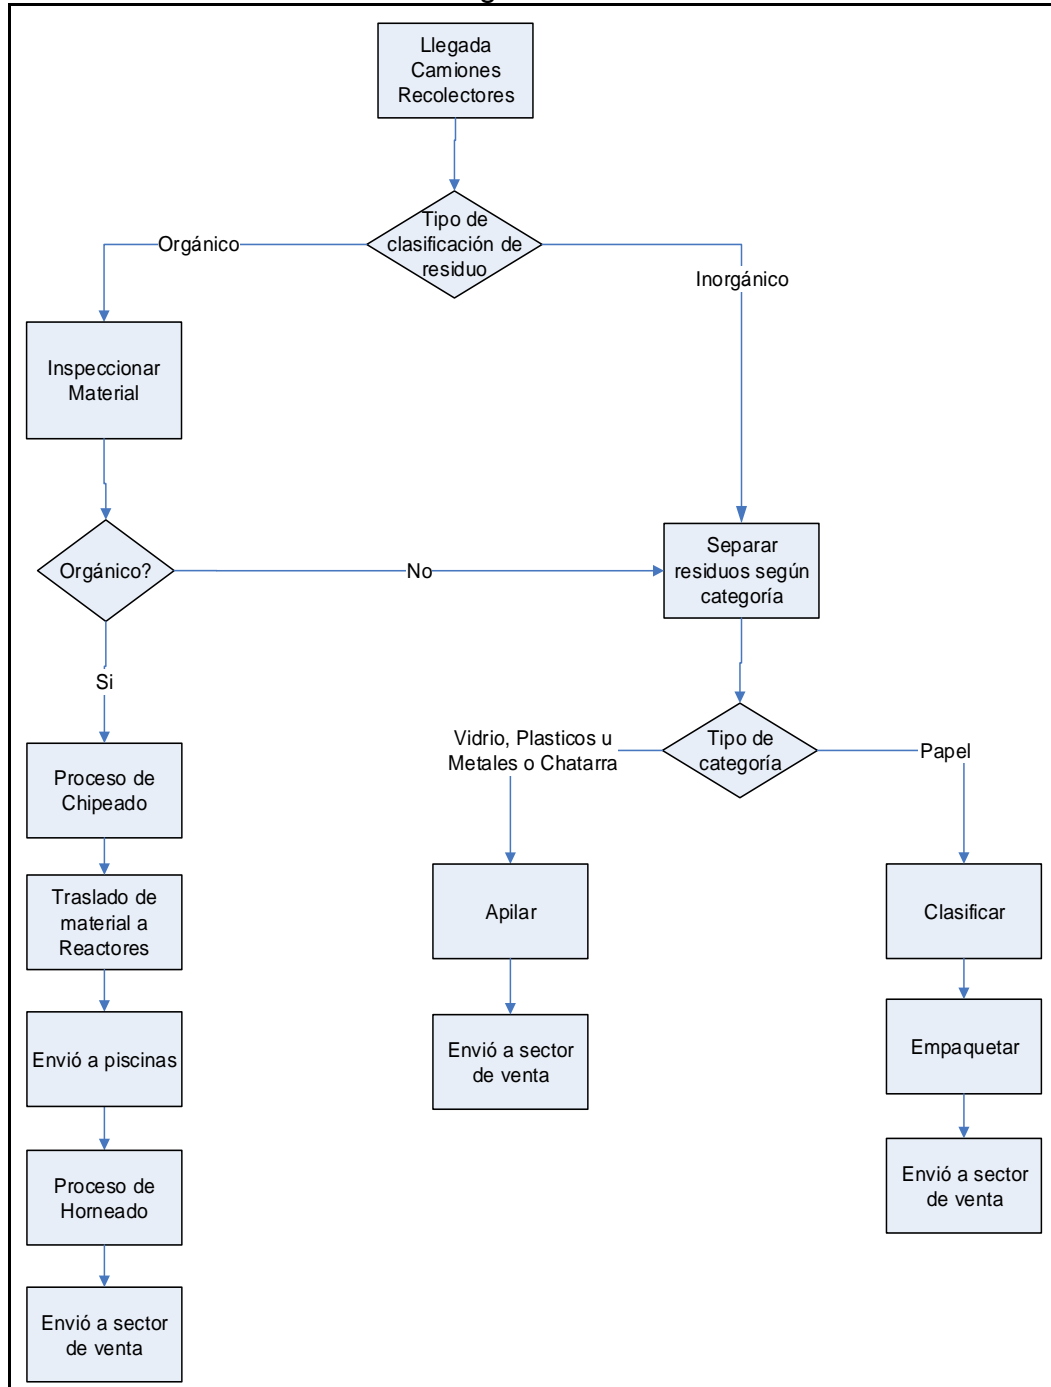 Llegada
Camiones
Recolectores
Tipo de
clasificación de
residuo
Orgánico
Inorgánico
Inspeccionar
Material
Orgánico?
No
Separar
residuos según
categoría
Si
Vidrio, Plasticos u
Metales o Chatarra
Tipo de
categoría
Papel
Proceso de
Chipeado
Traslado de
material a
Reactores
Apilar
Clasificar
Envió a piscinas
Envió a sector
de venta
Empaquetar
Proceso de
Horneado
Envió a sector
de venta
Envió a sector
de venta